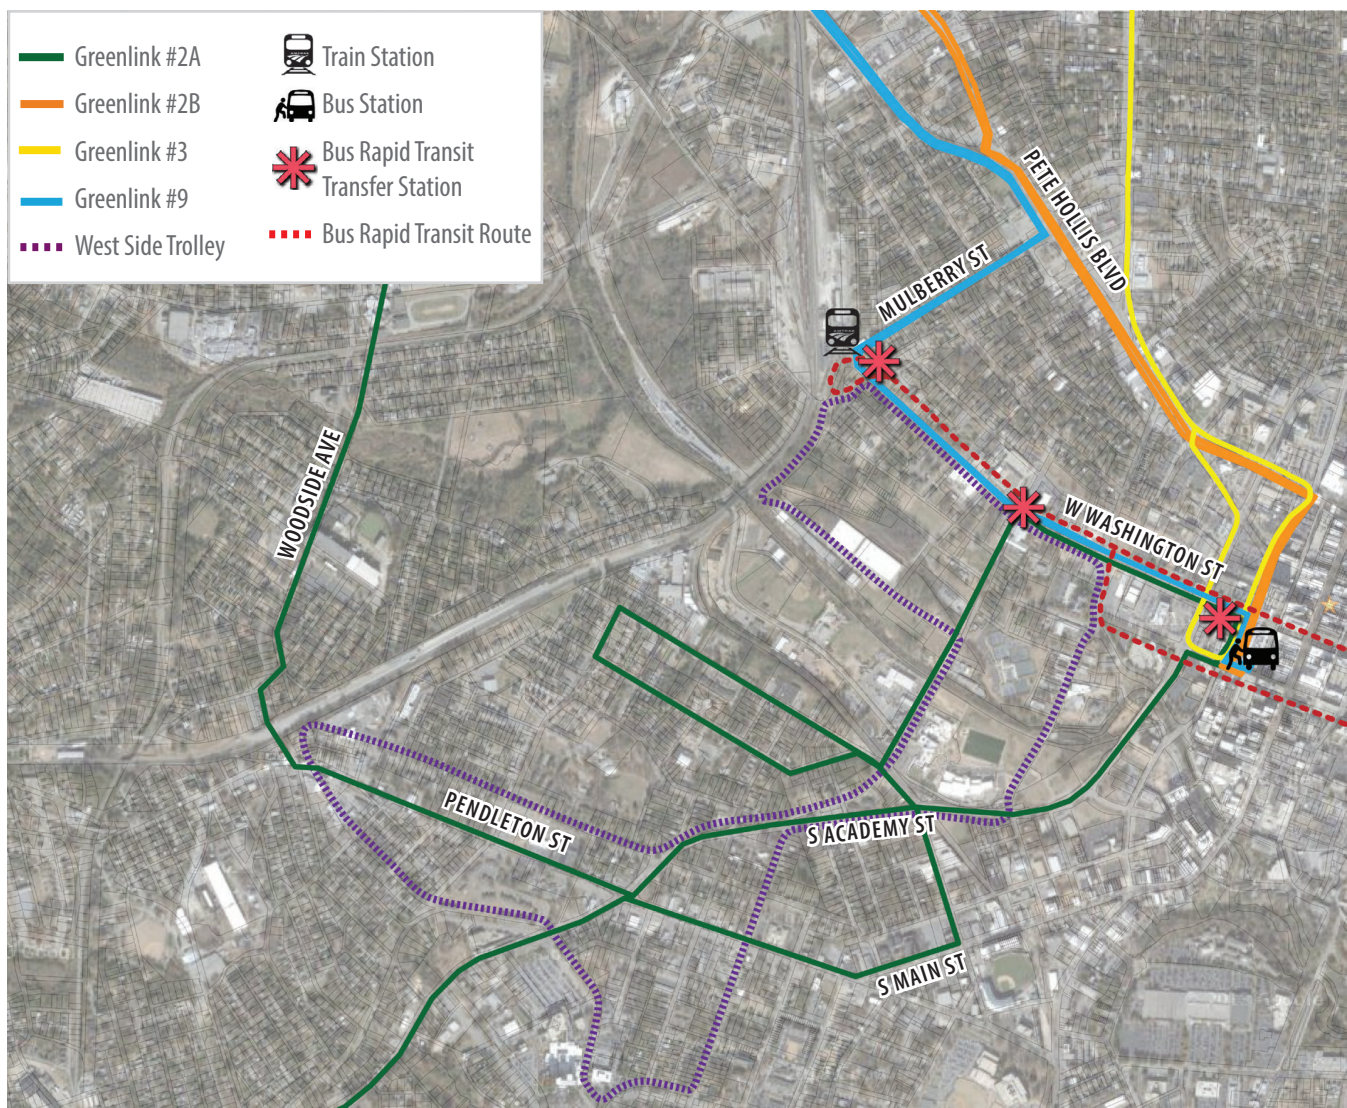 Greenlink #2A
Greenlink #2B
Greenlink #3
Greenlink #9
West Side Trolley
Train Station
Bus Station
Bus Rapid Transit
Transfer Station
Bus Rapid Transit Route
PETE HOLLIS BLVD
MULBERRY ST
WOODSIDE AVE
W WASHINGTON ST
PENDLETON ST
S ACADEMY ST
S MAIN ST